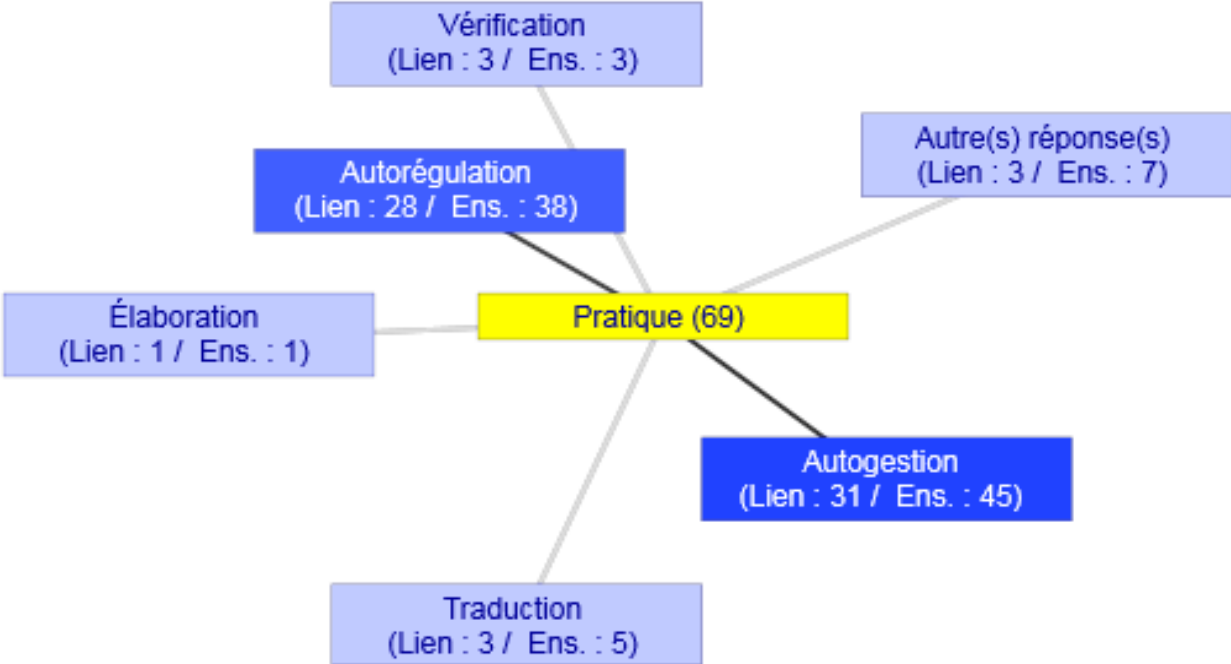 Vérification
(Lien : 3 / Ens. : 3)
Autre(s) réponse(s)
(Lien : 3 / Ens. : 7)
Autorégulation
(Lien : 28 / Ens. : 38)
Élaboration
(Lien : 1 / Ens. : 1)
Pratique (69)
Autogestion
(Lien : 31 / Ens. : 45)
Traduction
(Lien : 3 / Ens. : 5)